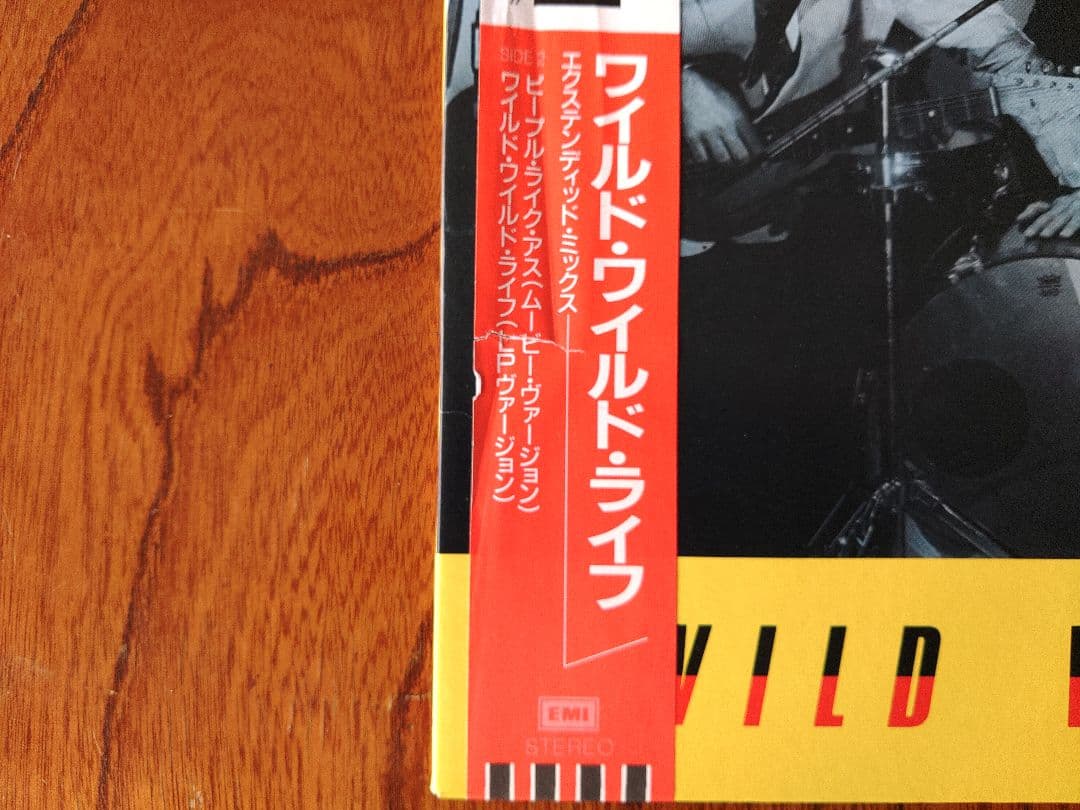 ワイルド・ワイルド・ライフ
エクステンディッド・ミックス
SIDE 2
ピープル・ライク・アス(ムービー・ヴァージョン)
ワイルド・ワイルド・ライフ(LPヴァージョン)
EMI
STEREO
WILD